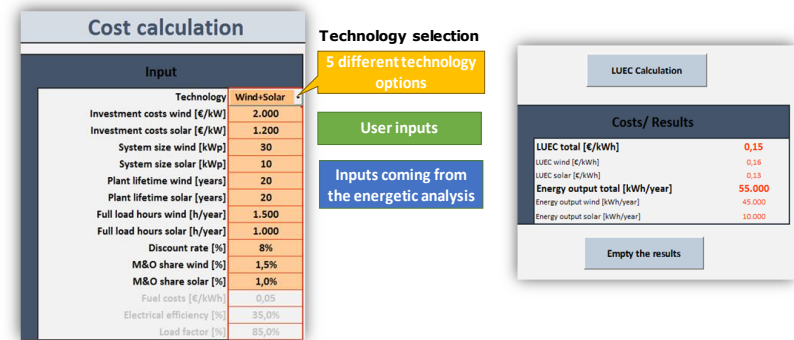 Cost calculation
Input
Technology Wind+Solar
Investment costs wind [€/kW] 2.000
Investment costs solar [€/kW] 1.200
System size wind [kWp] 30
System size solar [kWp] 10
Plant lifetime wind [years] 20
Plant lifetime solar [years] 20
Full load hours wind [h/year] 1.500
Full load hours solar [h/year] 1.000
Discount rate [%] 8%
M&O share wind [%] 1,5%
M&O share solar [%] 1,0%
Fuel costs [€/kWh] 0,05
Electrical efficiency [%] 35,0%
Load factor [%] 85,0%
Technology selection
5 different technology
options
User inputs
Inputs coming from
the energetic analysis
LUEC Calculation
Costs/ Results
LUEC total [€/kWh] 0,15
LUEC wind [€/kWh] 0,16
LUEC solar [€/kWh] 0,13
Energy output total [kWh/year] 55.000
Energy output wind [kWh/year] 45.000
Energy output solar [kWh/year] 10.000
Empty the results